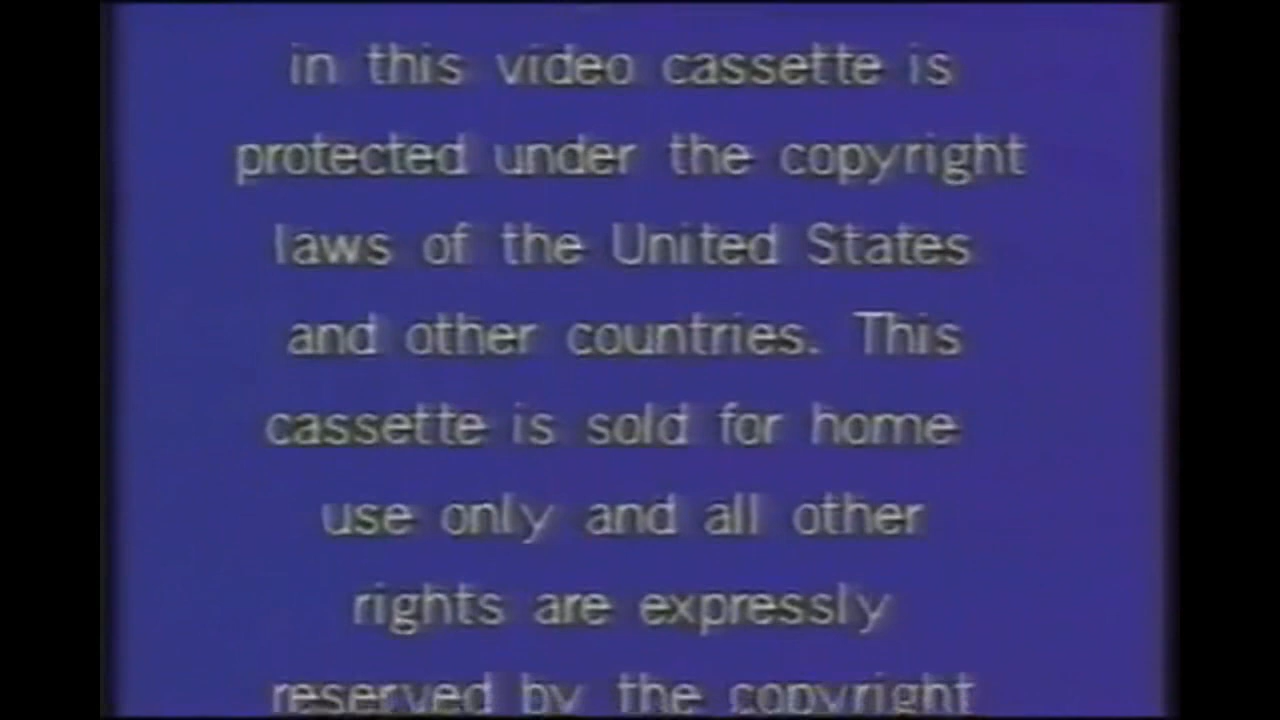 in this video cassette is
protected under the copyright
laws of the United States
and other countries. This
cassette is sold for home
use only and all other
rights are expressly
reserved by the copyright